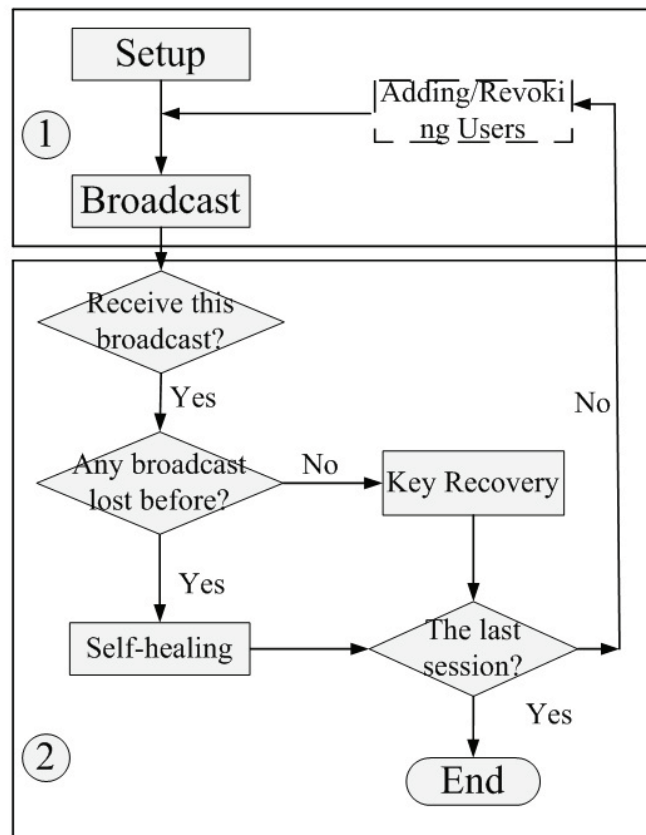 Setup
Adding/Revoki
ng Users
1
Broadcast
Receive this
broadcast?
Yes
No
Any broadcast
lost before?
No
Key Recovery
Yes
Self-healing
The last
session?
Yes
2
End